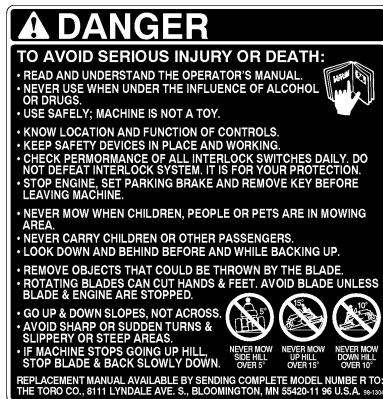 DANGER
TO AVOID SERIOUS INJURY OR DEATH:
• READ AND UNDERSTAND THE OPERATOR'S MANUAL.
• NEVER USE WHEN UNDER THE INFLUENCE OF ALCOHOL
OR DRUGS.
• USE SAFELY; MACHINE IS NOT A TOY.
• KNOW LOCATION AND FUNCTION OF CONTROLS.
• KEEP SAFETY DEVICES IN PLACE AND WORKING.
• CHECK PERMORMANCE OF ALL INTERLOCK SWITCHES DAILY. DO
NOT DEFEAT INTERLOCK SYSTEM. IT IS FOR YOUR PROTECTION.
• STOP ENGINE, SET PARKING BRAKE AND REMOVE KEY BEFORE
LEAVING MACHINE.
• NEVER MOW WHEN CHILDREN, PEOPLE OR PETS ARE IN MOWING
AREA.
• NEVER CARRY CHILDREN OR OTHER PASSENGERS.
• LOOK DOWN AND BEHIND BEFORE AND WHILE BACKING UP.
• REMOVE OBJECTS THAT COULD BE THROWN BY THE BLADE.
• ROTATING BLADES CAN CUT HANDS & FEET. AVOID BLADE UNLESS
BLADE & ENGINE ARE STOPPED.
• GO UP & DOWN SLOPES, NOT ACROSS.
• AVOID SHARP OR SUDDEN TURNS &
SLIPPERY OR STEEP AREAS.
• IF MACHINE STOPS GOING UP HILL,
STOP BLADE & BACK SLOWLY DOWN.
5°
15°
10°
NEVER MOW
SIDE HILL
OVER 5°
NEVER MOW
UP HILL
OVER 15°
NEVER MOW
DOWN HILL
OVER 10°
REPLACEMENT MANUAL AVAILABLE BY SENDING COMPLETE MODEL NUMBE R TO:
THE TORO CO., 8111 LYNDALE AVE. S., BLOOMINGTON, MN 55420-11 96 U.S.A.